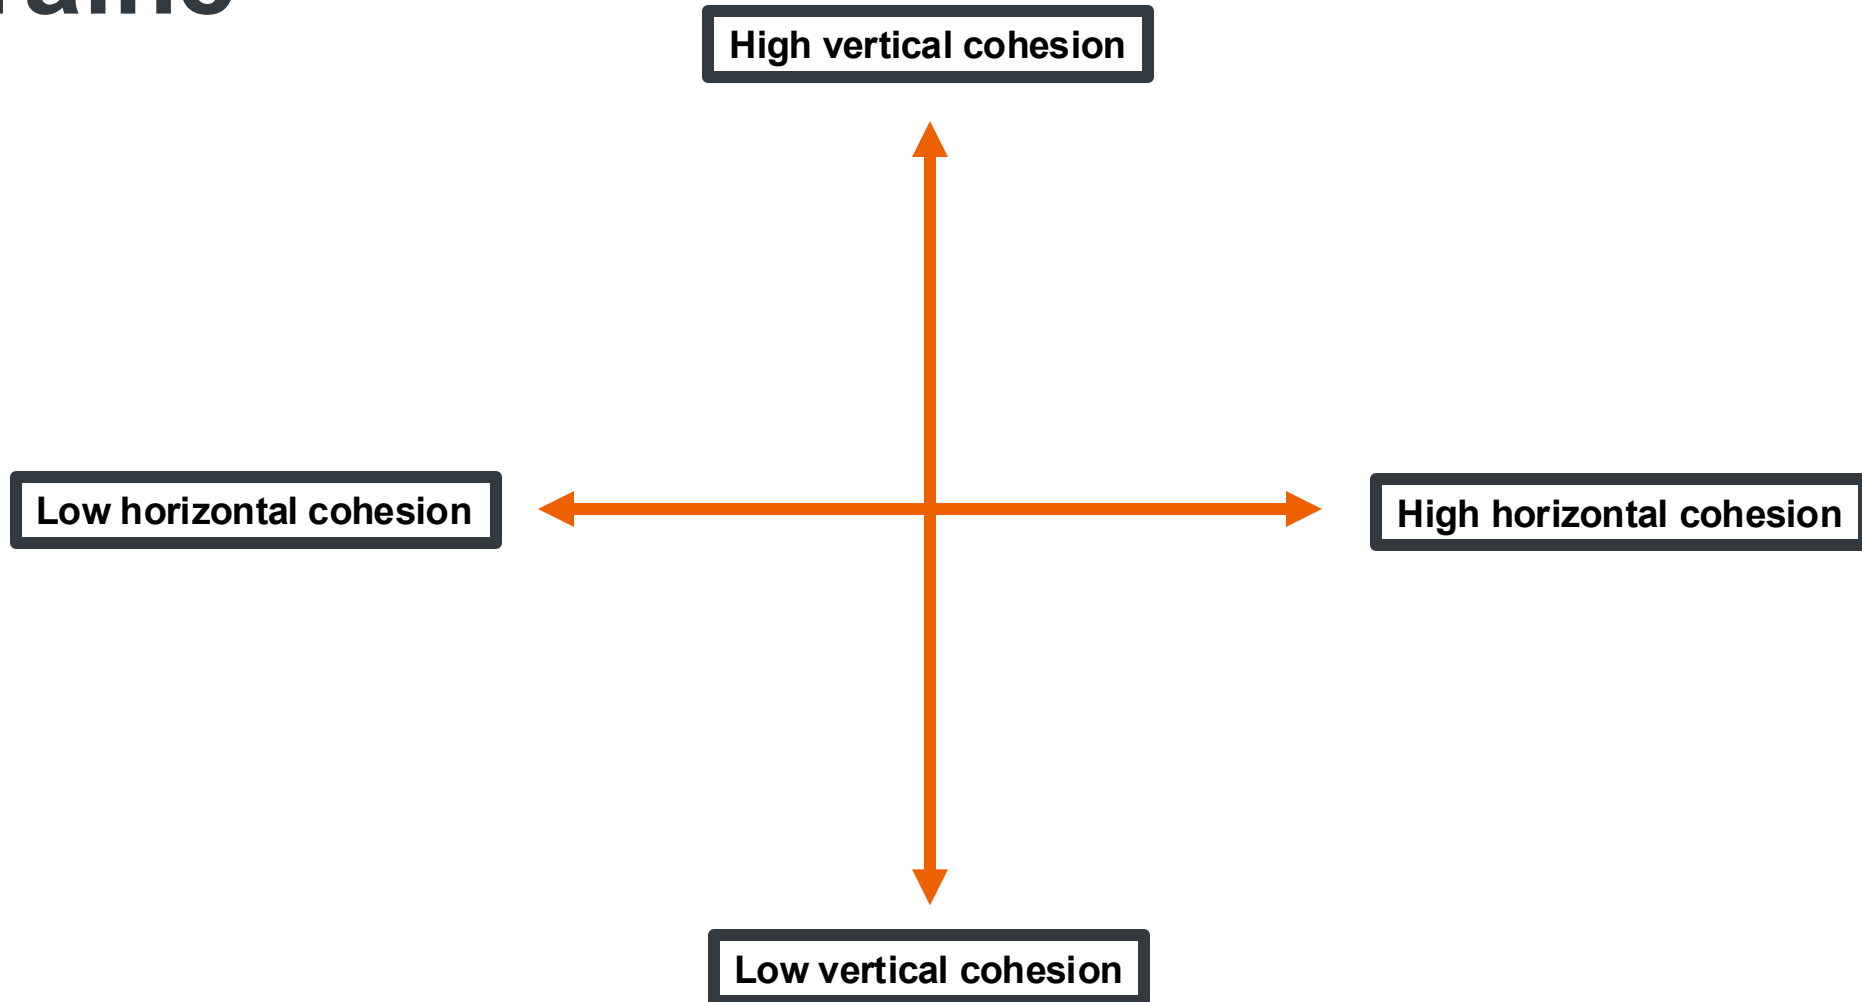 High vertical cohesion
Low horizontal cohesion
High horizontal cohesion
Low vertical cohesion